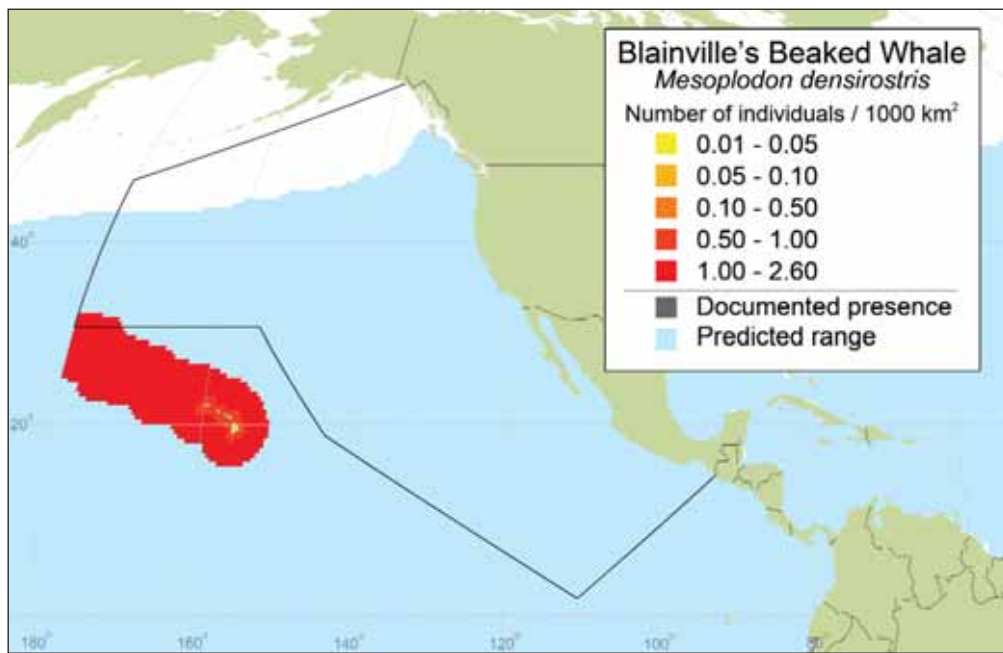 Blainville's Beaked Whale
Mesoplodon densirostris
Number of individuals / 1000 km²
0.01 - 0.05
0.05 - 0.10
0.10 - 0.50
0.50 - 1.00
1.00 - 2.60
Documented presence
Predicted range
40°
20°
180° 160° 140° 120° 100° 80